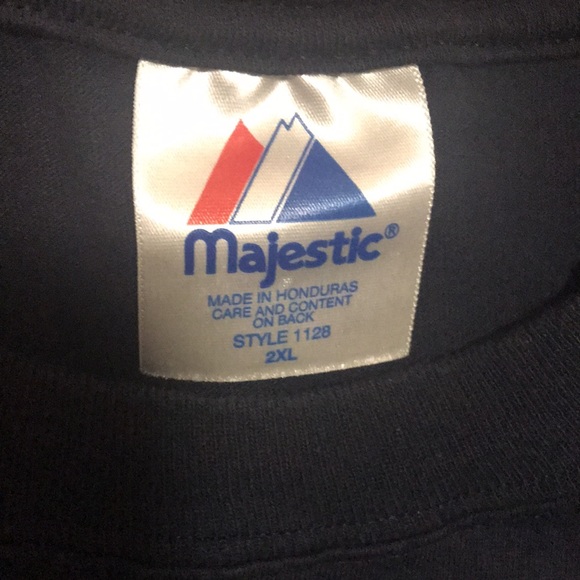 Majestic®
MADE IN HONDURAS
CARE AND CONTENT
ON BACK
STYLE 1128
2XL